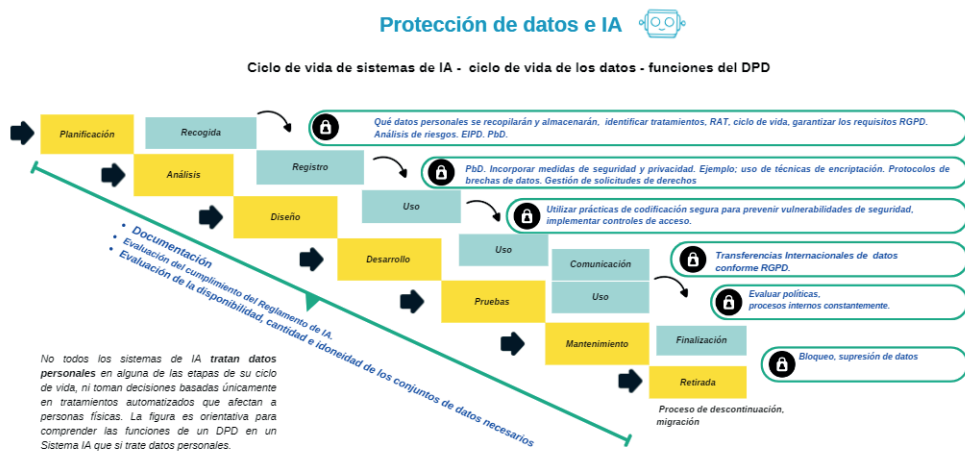 Protección de datos e IA
Ciclo de vida de sistemas de IA - ciclo de vida de los datos - funciones del DPD
Planificación
Recogida
Qué datos personales se recopilarán y almacenarán, identificar tratamientos, RAT, ciclo de vida, garantizar los requisitos RGPD.
Análisis de riesgos. EIPD. PbD.
Análisis
Registro
PbD. Incorporar medidas de seguridad y privacidad. Ejemplo; uso de técnicas de encriptación. Protocolos de
brechas de datos. Gestión de solicitudes de derechos
Diseño
Uso
Utilizar prácticas de codificación segura para prevenir vulnerabilidades de seguridad,
implementar controles de acceso.
Desarrollo
Uso
Comunicación
Transferencias Internacionales de datos
conforme RGPD.
Pruebas
Uso
Evaluar políticas,
procesos internos constantemente.
Mantenimiento
Finalización
Bloqueo, supresión de datos
Retirada
Proceso de descontinuación,
migración
• Documentación
• Evaluación del cumplimiento del Reglamento de IA.
• Evaluación de la disponibilidad, cantidad e idoneidad de los conjuntos de datos necesarios
No todos los sistemas de IA tratan datos
personales en alguna de las etapas de su ciclo
de vida, ni toman decisiones basadas únicamente
en tratamientos automatizados que afectan a
personas físicas. La figura es orientativa para
comprender las funciones de un DPD en un
Sistema IA que si trate datos personales.